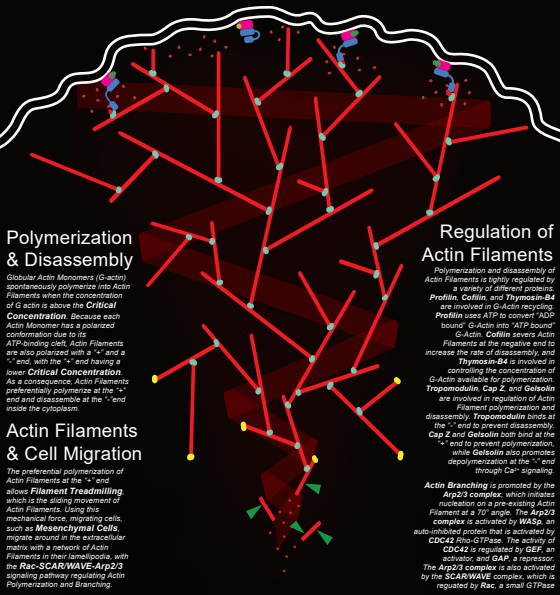 Polymerization
& Disassembly
Globular Actin Monomers (G-actin)
spontaneously polymerize into Actin
Filaments when the concentration
of G actin is above the Critical
Concentration. Because each
Actin Monomer has a polarized
conformation due to its
ATP-binding cleft, Actin Filaments
are also polarized with a "+" end a
"-" end, with the "+" end having a
lower Critical Concentration.
As a consequence, Actin Filaments
preferentially polymerize at the "+"
end and disassemble at the "-"end
inside the cytoplasm.
Actin Filaments
& Cell Migration
The preferential polymerization of
Actin Filaments at the "+" end
allows Filament Treadmilling,
which is the sliding movement of
Actin Filaments. Using this
mechanical force, migrating cells,
such as Mesenchymal Cells,
migrate around in the extracellular
matrix with a network of Actin
Filaments in their lamellipodia, with
the Rac-SCAR/WAVE-Arp2/3
signaling pathway regulating Actin
Polymerization and Branching.
Regulation of
Actin Filaments
Polymerization and disassembly of
Actin Filaments is tightly regulated by
a variety of different proteins.
Profilin, Cofilin, and Thymosin-B4
are involved in G-Actin recycling.
Profilin uses ATP to convert "ADP
bound" G-Actin into "ATP bound"
G-Actin. Cofilin severs Actin
Filaments at the negative end to
increase the rate of disassembly, and
Thymosin-B4 is involved in
controlling the concentration of
G-Actin available for polymerization.
Tropomodulin, Cap Z, and Gelsolin
are involved in regulation of Actin
Filament polymerization and
disassembly. Tropomodulin binds at
the "-" end to prevent disassembly.
Cap Z and Gelsolin both bind at the
"+" end to prevent polymerization,
while Gelsolin also promotes
depolymerization at the "-" end
through Ca²⁺ signaling.
Actin Branching is promoted by the
Arp2/3 complex, which initiates
nucleation on a pre-existing Actin
Filament at a 70° angle. The Arp2/3
complex is activated by WASp, an
auto-inhibited protein that is activated by
CDC42 Rho-GTPase. The activity of
CDC42 is regulated by GEF, an
activator, and GAP, a repressor.
The Arp2/3 complex is also activated
by the SCAR/WAVE complex, which is
reguated by Rac, a small GTPase